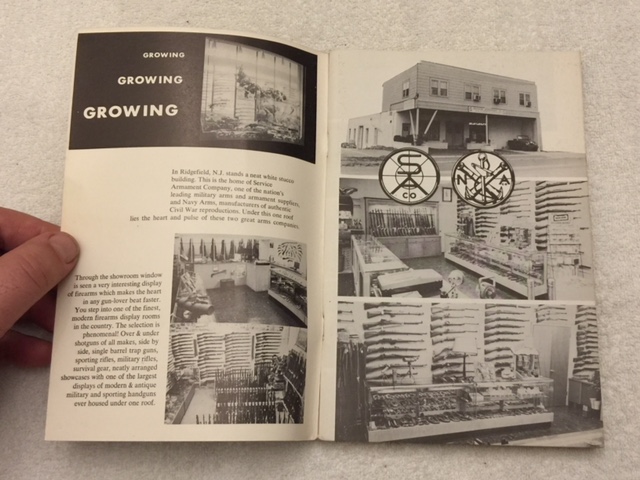 GROWING
GROWING
GROWING
In Ridgefield, N.J. stands a neat white stucco
building. This is the home of Service
Armament Company, one of the nation's
leading military arms and armament suppliers,
and Navy Arms, manufacturers of authentic
Civil War reproductions. Under this one roof
lies the heart and pulse of these two great arms companies.
Through the showroom window
is seen a very interesting display
of firearms which makes the heart
in any gun-lover beat faster.
You step into one of the finest,
modern firearms display rooms
in the country. The selection is
phenomenal! Over & under
shotguns of all makes, side by
side, single barrel trap guns,
sporting rifles, military rifles,
survival gear, neatly arranged
showcases with one of the largest
displays of modern & antique
military and sporting handguns
ever housed under one roof.
S A
CO